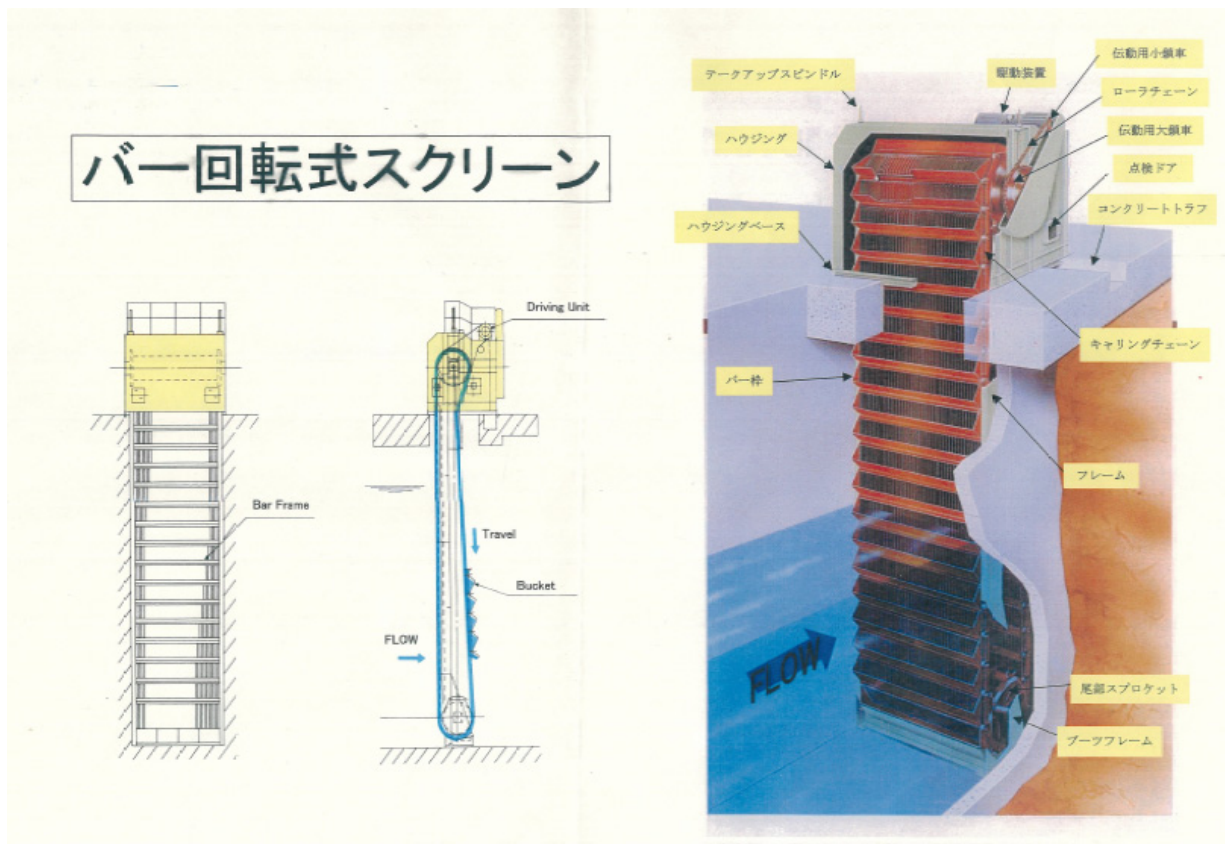 バー回転式スクリーン
Driving Unit
Bar Frame
Travel
Bucket
FLOW
テークアップスピンドル
駆動装置
伝動用小鎖車
ローラチェーン
ハウジング
伝動用大鎖車
点検ドア
コンクリートトラフ
ハウジングベース
キャリングチェーン
バー枠
フレーム
FLOW
尾部スプロケット
ブーツフレーム